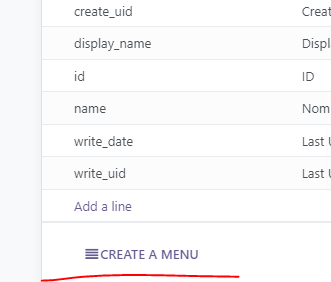 create_uid Creat
display_name Displ
id ID
name Nom
write_date Last U
write_uid Last U
Add a line
CREATE A MENU